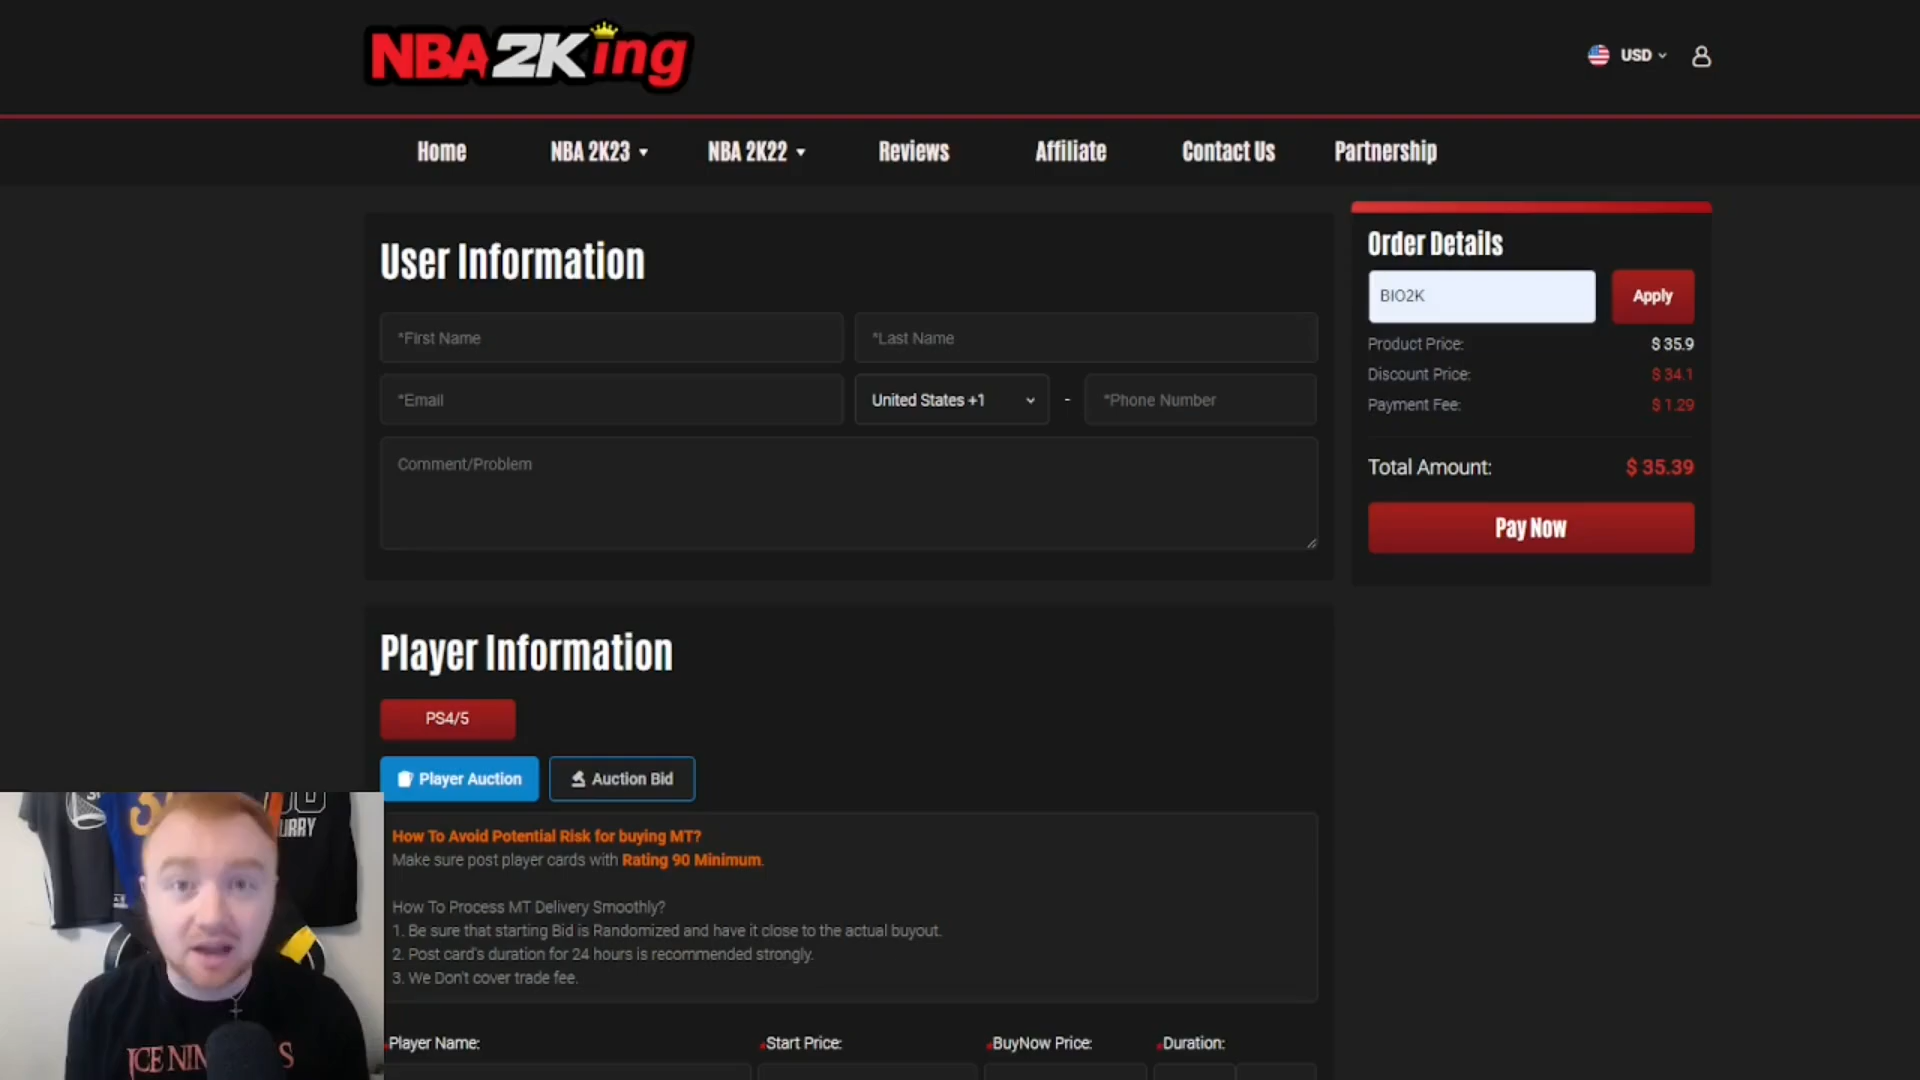 NBA2King
USD
Home
NBA 2K23
NBA 2K22
Reviews
Affiliate
Contact Us
Partnership
User Information
*First Name
*Last Name
*Email
United States +1
-
*Phone Number
Comment/Problem
Order Details
BIO2K
Apply
Product Price:
$ 35.9
Discount Price:
$ 34.1
Payment Fee:
$ 1.29
Total Amount:
$ 35.39
Pay Now
Player Information
PS4/5
Player Auction
Auction Bid
How To Avoid Potential Risk for buying MT?
Make sure post player cards with Rating 90 Minimum.
How To Process MT Delivery Smoothly?
1. Be sure that starting Bid is Randomized and have it close to the actual buyout.
2. Post card's duration for 24 hours is recommended strongly.
3. We Don't cover trade fee.
*Player Name:
*Start Price:
*BuyNow Price:
*Duration:
URRY
ICE NIN
S